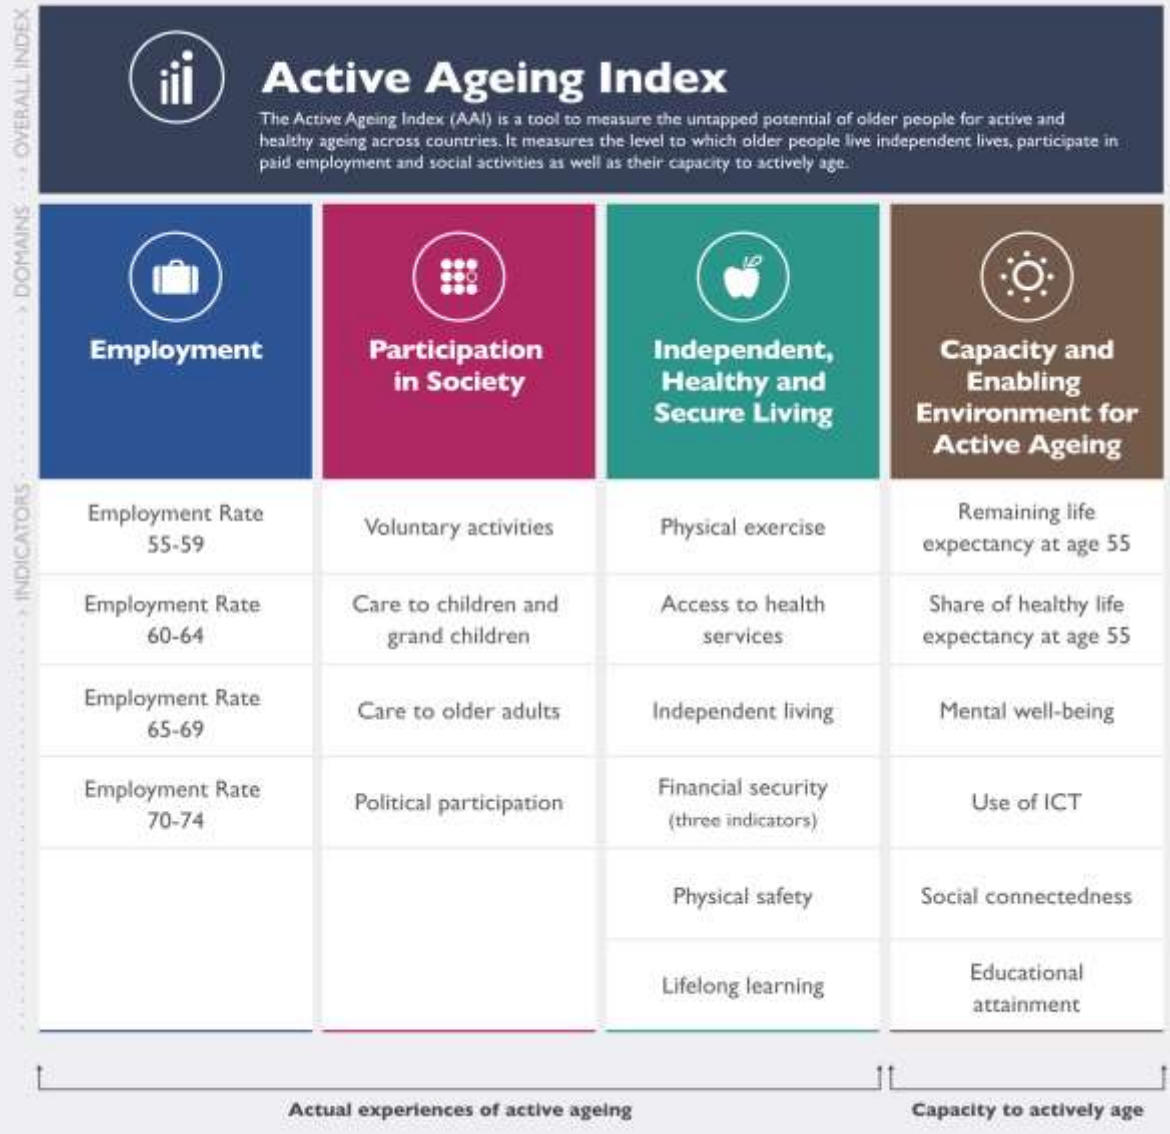 Active Ageing Index
The Active Ageing Index (AAI) is a tool to measure the untapped potential of older people for active and
healthy ageing across countries. It measures the level to which older people live independent lives, participate in
paid employment and social activities as well as their capacity to actively age.
OVERALL INDEX
DOMAINS
INDICATORS
Employment
Participation
in Society
Independent,
Healthy and
Secure Living
Capacity and
Enabling
Environment for
Active Ageing
Employment Rate
55-59
Voluntary activities
Physical exercise
Remaining life
expectancy at age 55
Employment Rate
60-64
Care to children and
grand children
Access to health
services
Share of healthy life
expectancy at age 55
Employment Rate
65-69
Care to older adults
Independent living
Mental well-being
Employment Rate
70-74
Political participation
Financial security
(three indicators)
Use of ICT
Physical safety
Social connectedness
Lifelong learning
Educational
attainment
Actual experiences of active ageing
Capacity to actively age